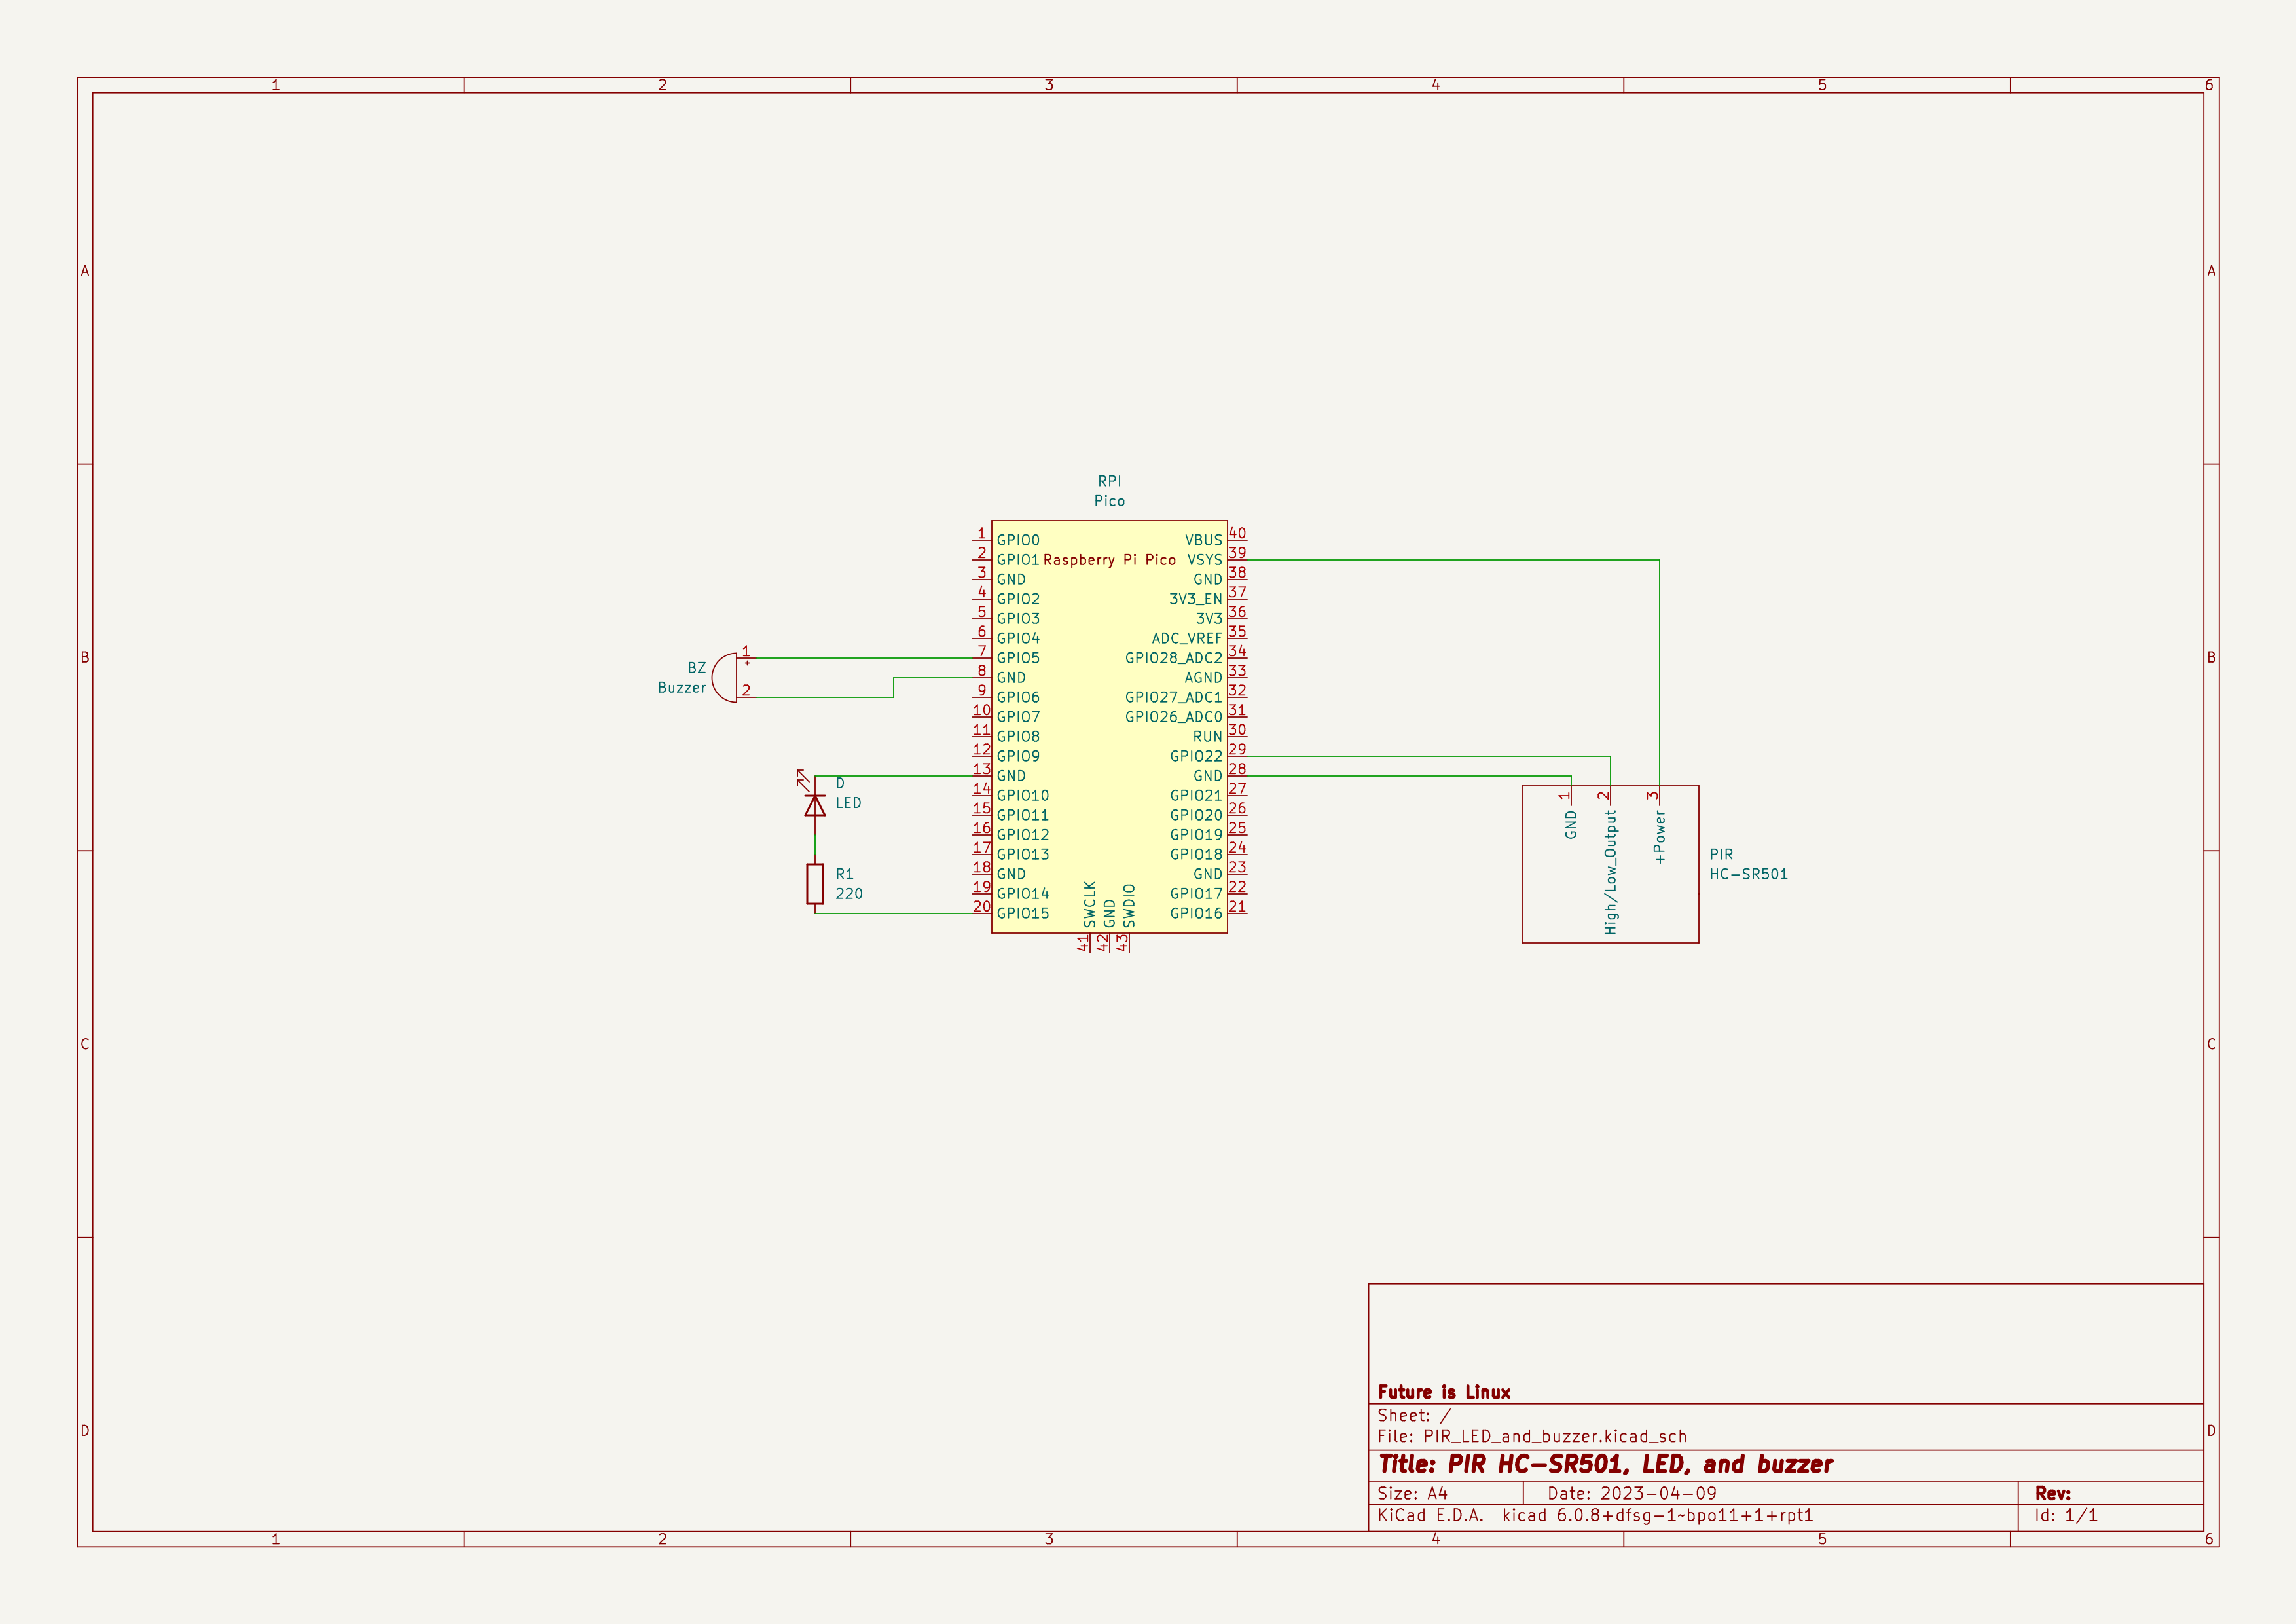 1 2 3 4 5 6
A A
B B
C C
D D
RPI
Pico
Raspberry Pi Pico
1 GPIO0
2 GPIO1
3 GND
4 GPIO2
5 GPIO3
6 GPIO4
7 GPIO5
8 GND
9 GPIO6
10 GPIO7
11 GPIO8
12 GPIO9
13 GND
14 GPIO10
15 GPIO11
16 GPIO12
17 GPIO13
18 GND
19 GPIO14
20 GPIO15
VBUS 40
VSYS 39
GND 38
3V3_EN 37
3V3 36
ADC_VREF 35
GPIO28_ADC2 34
AGND 33
GPIO27_ADC1 32
GPIO26_ADC0 31
RUN 30
GPIO22 29
GND 28
GPIO21 27
GPIO20 26
GPIO19 25
GPIO18 24
GND 23
GPIO17 22
GPIO16 21
41 SWCLK
42 GND
43 SWDIO
BZ
Buzzer
1
+
2
D
LED
R1
220
1 GND
2 High/Low_Output
3 +Power
PIR
HC-SR501
Future is Linux
Sheet: /
File: PIR_LED_and_buzzer.kicad_sch
Title: PIR HC-SR501, LED, and buzzer
Size: A4 Date: 2023-04-09 Rev:
KiCad E.D.A. kicad 6.0.8+dfsg-1~bpo11+1+rpt1 Id: 1/1
1 2 3 4 5 6